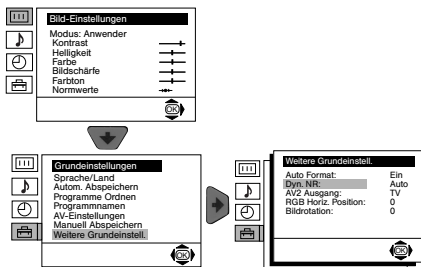 Bild-Einstellungen
Modus: Anwender
Kontrast
Helligkeit
Farbe
Bildschärfe
Farbton
Normwerte
OK
Grundeinstellungen
Sprache/Land
Autom. Abspeichern
Programme Ordnen
Programmnamen
AV-Einstellungen
Manuell Abspeichern
Weitere Grundeinstell.
OK
Weitere Grundeinstell.
Auto Format: Ein
Dyn. NR: Auto
AV2 Ausgang: TV
RGB Horiz. Position: 0
Bildrotation: 0
OK